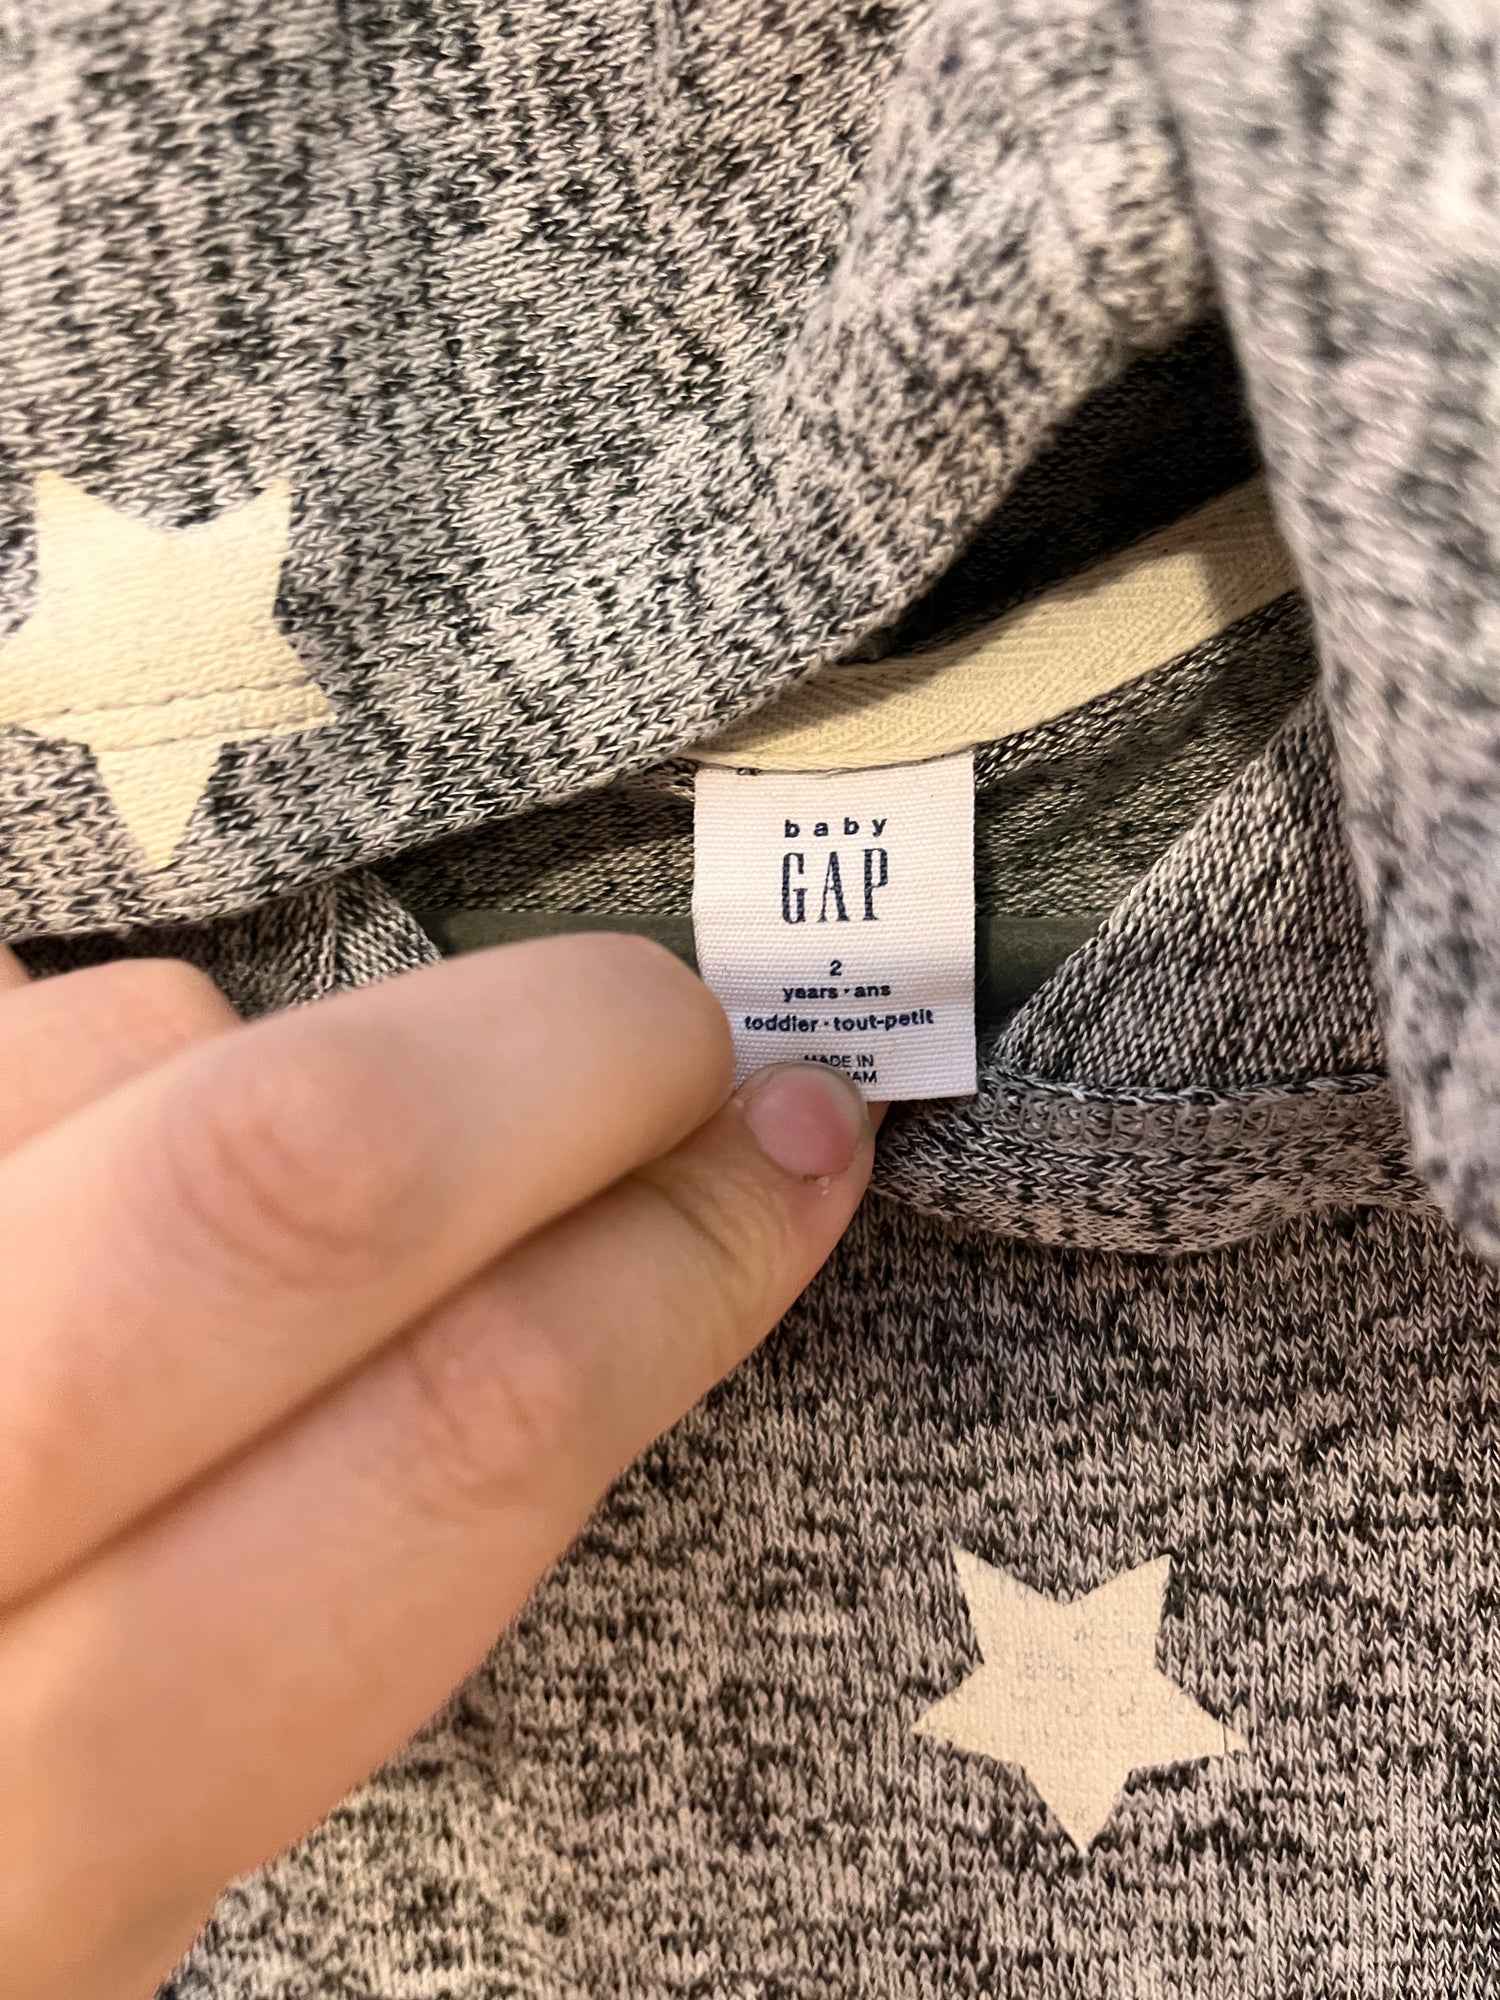 baby
GAP
2
years · ans
toddler · tout-petit
MADE IN